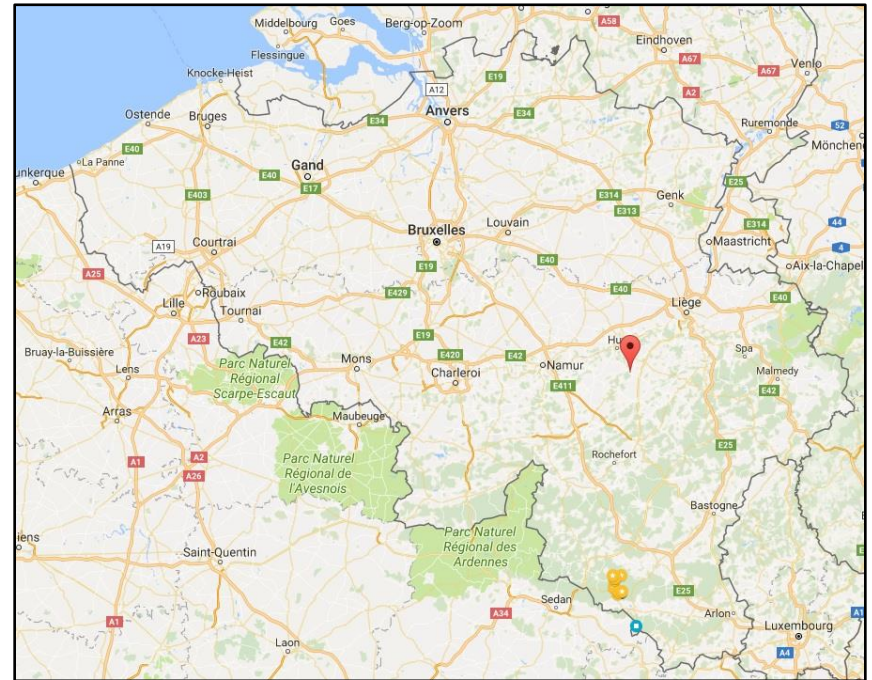 Middelbourg
Goes
Berg-op-Zoom
A58
Eindhoven
Flessingue
A67
A67
Venlo
Knocke-Heist
E19
A2
A12
Ostende
Bruges
Anvers
E34
E34
Ruremonde
52
La Panne
E40
Gand
unkerque
E40
E17
E403
E314
Genk
E25
E313
Louvain
E314
44
Courtrai
Bruxelles
Maastricht
4
A19
A25
E19
E40
Aix-la-Chapel
Roubaix
E429
E40
E40
Lille
Liège
Tournai
A23
E19
E42
E420
E42
Bruay-la-Buissière
Mons
Namur
Spa
Lens
Parc Naturel
Régional
Scarpe-Escaut
Charleroi
E411
Malmedy
E42
Arras
Maubeuge
E25
A1
A2
A26
Parc Naturel
Régional de
l'Avesnois
Rochefort
Bastogne
Parc Naturel
Régional des
Ardennes
iens
Saint-Quentin
E25
Sedan
Arlon
A1
A34
A1
Luxembourg
Laon
A4